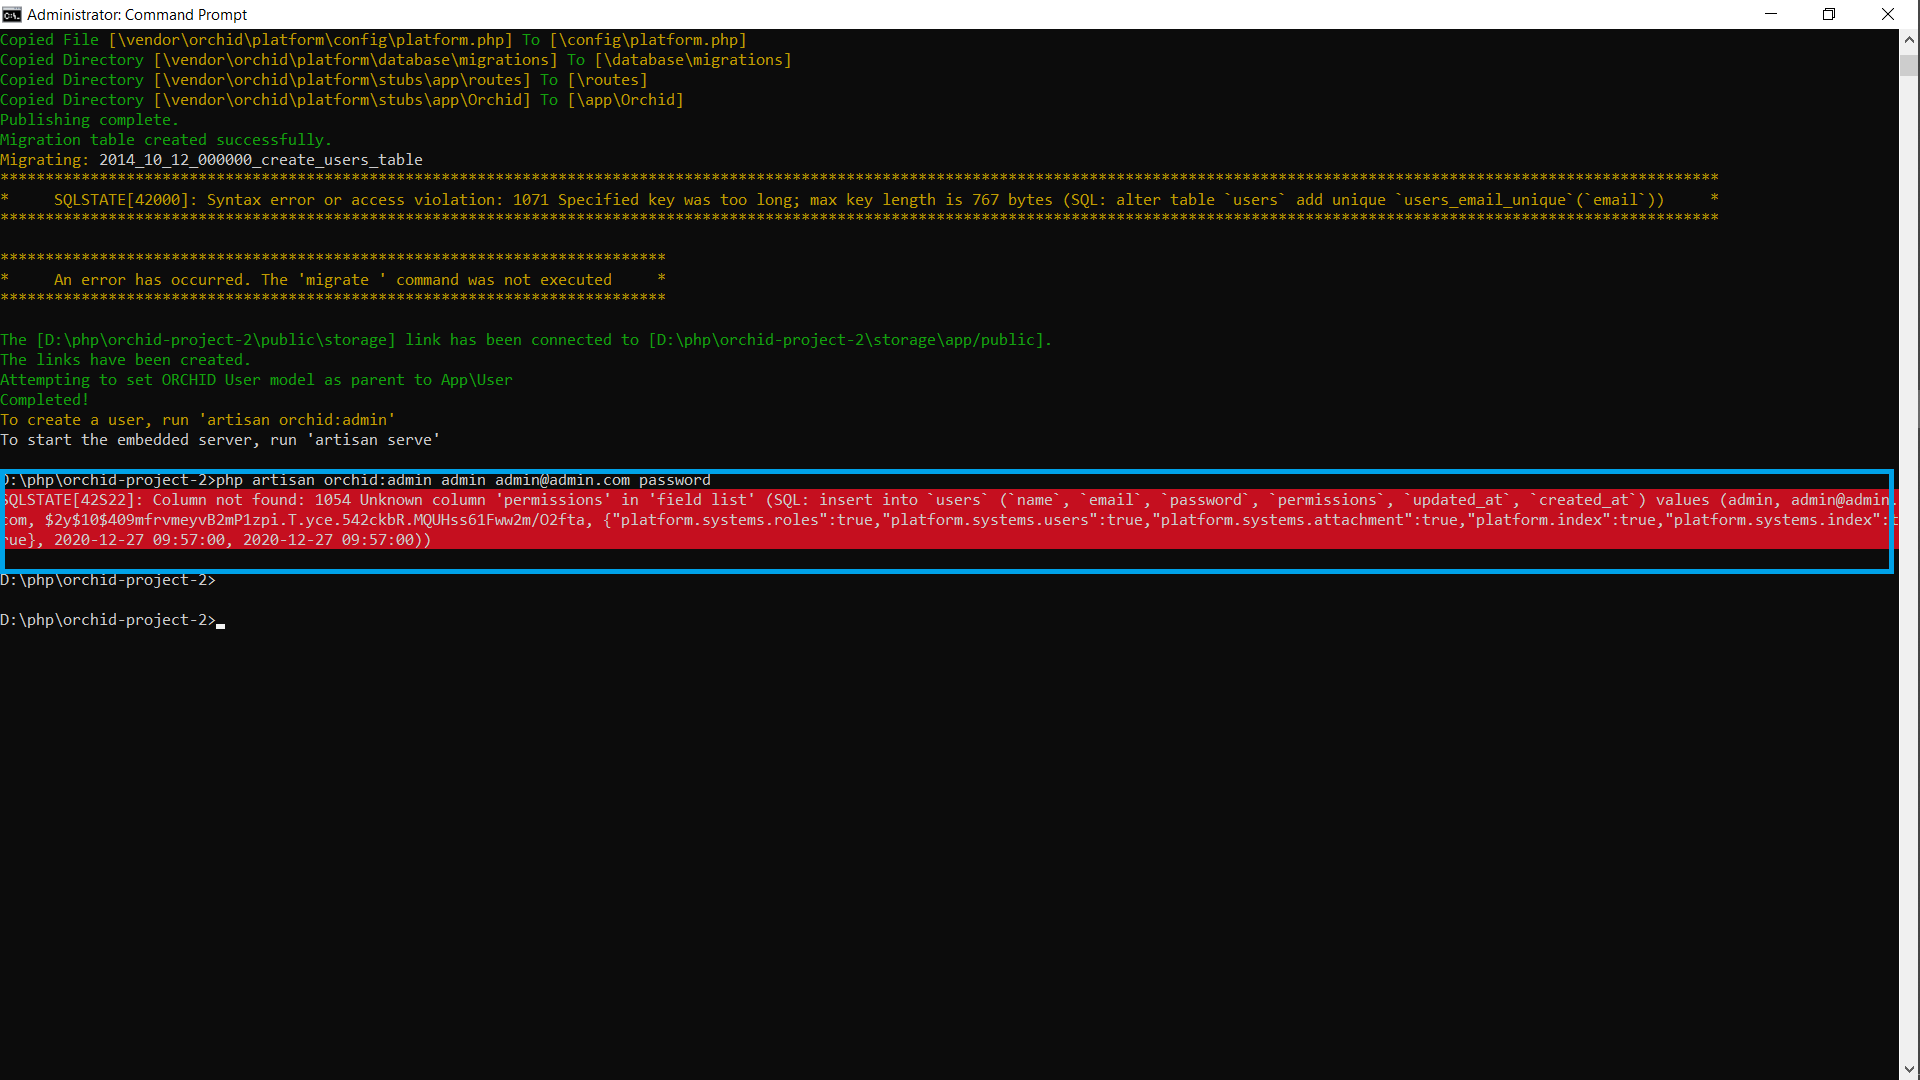 Administrator: Command Prompt
Copied File [\vendor\orchid\platform\config\platform.php] To [\config\platform.php]
Copied Directory [\vendor\orchid\platform\database\migrations] To [\database\migrations]
Copied Directory [\vendor\orchid\platform\stubs\app\routes] To [\routes]
Copied Directory [\vendor\orchid\platform\stubs\app\Orchid] To [\app\Orchid]
Publishing complete.
Migration table created successfully.
Migrating: 2014_10_12_000000_create_users_table
***********************************************************************************************************************************************************************************************
*     SQLSTATE[42000]: Syntax error or access violation: 1071 Specified key was too long; max key length is 767 bytes (SQL: alter table `users` add unique `users_email_unique`(`email`))     *
***********************************************************************************************************************************************************************************************
**************************************************************************
*     An error has occurred. The 'migrate ' command was not executed     *
**************************************************************************
The [D:\php\orchid-project-2\public\storage] link has been connected to [D:\php\orchid-project-2\storage\app/public].
The links have been created.
Attempting to set ORCHID User model as parent to App\User
Completed!
To create a user, run 'artisan orchid:admin'
To start the embedded server, run 'artisan serve'
D:\php\orchid-project-2>php artisan orchid:admin admin admin@admin.com password
SQLSTATE[42S22]: Column not found: 1054 Unknown column 'permissions' in 'field list' (SQL: insert into `users` (`name`, `email`, `password`, `permissions`, `updated_at`, `created_at`) values (admin, admin@admin.
com, $2y$10$409mfrvmeyvB2mP1zpi.T.yce.542ckbR.MQUHss61Fww2m/O2fta, {"platform.systems.roles":true,"platform.systems.users":true,"platform.systems.attachment":true,"platform.index":true,"platform.systems.index":t
rue}, 2020-12-27 09:57:00, 2020-12-27 09:57:00))
D:\php\orchid-project-2>
D:\php\orchid-project-2>